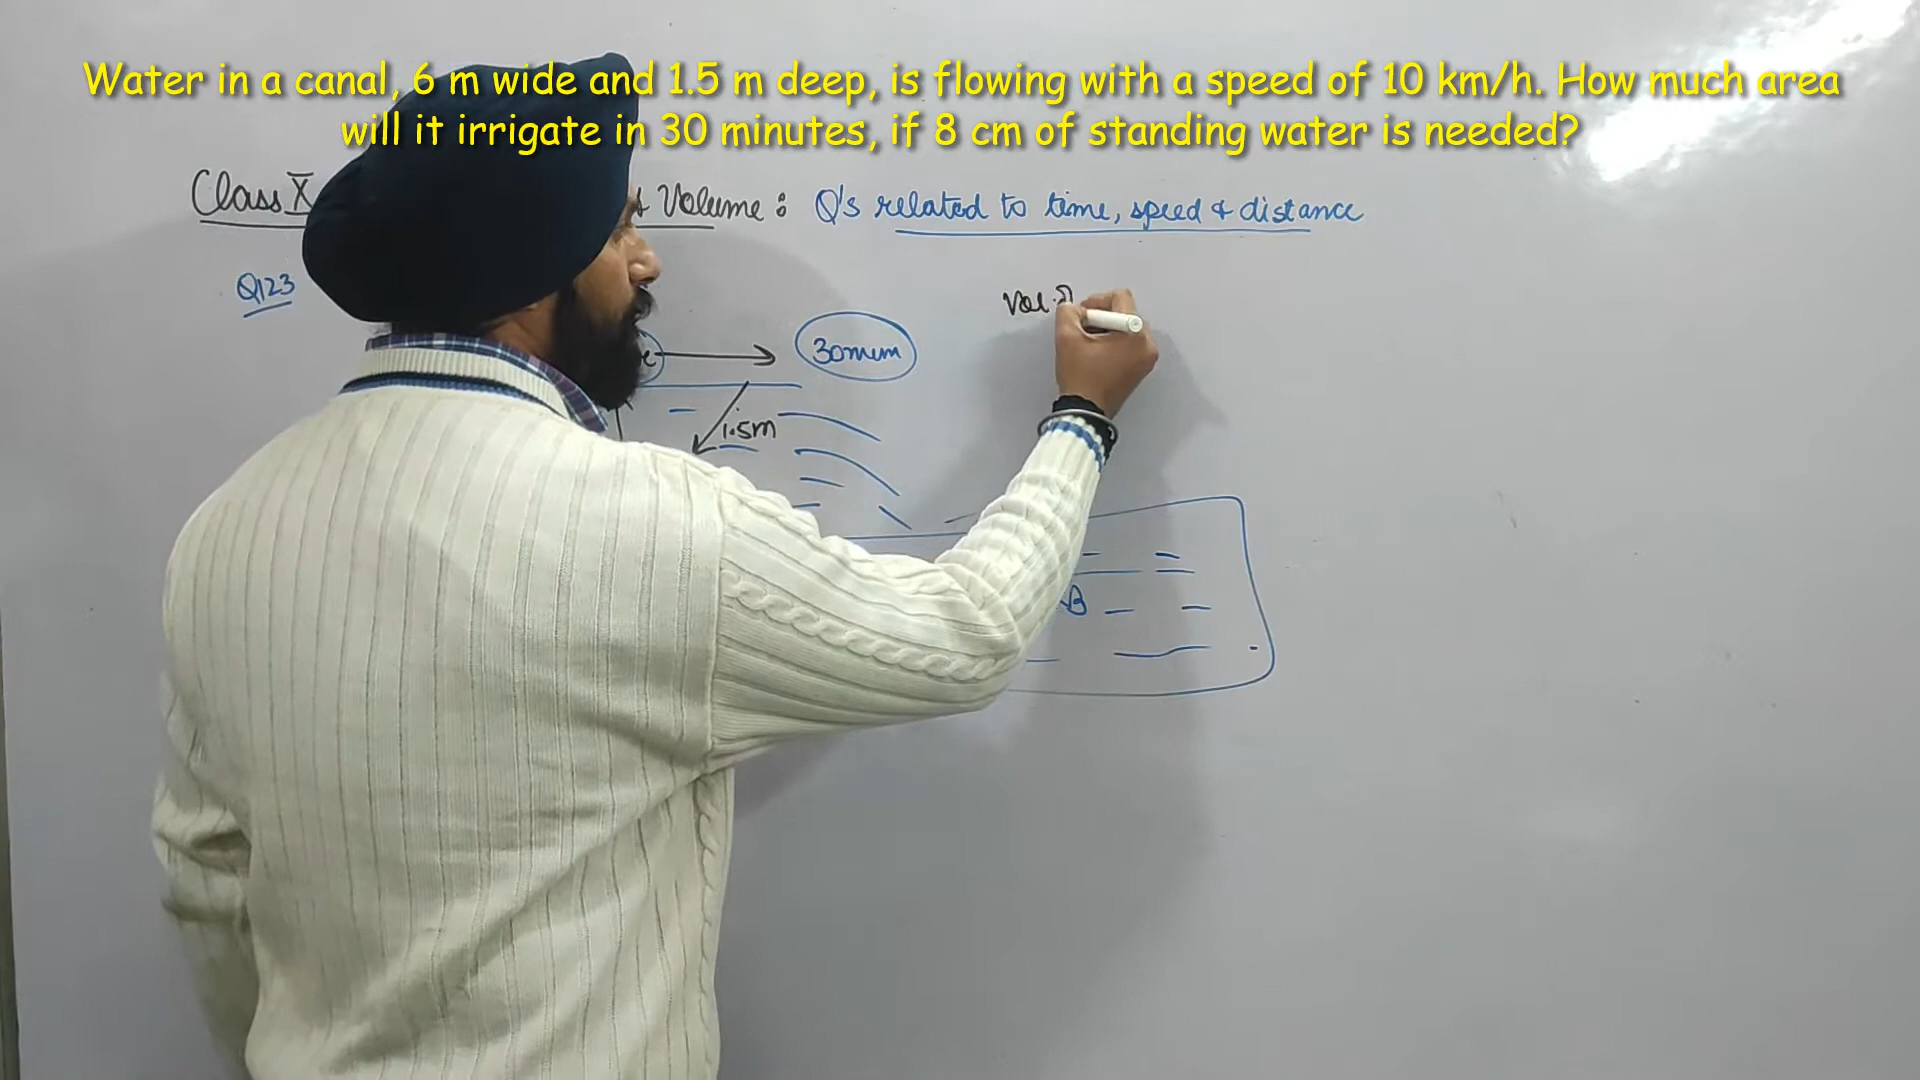 Water in a canal, 6 m wide and 1.5 m deep, is flowing with a speed of 10 km/h. How much area
will it irrigate in 30 minutes, if 8 cm of standing water is needed?
Class X Volume : Q's related to time, speed & distance
Q123
30min
Vol.
1.5m
B